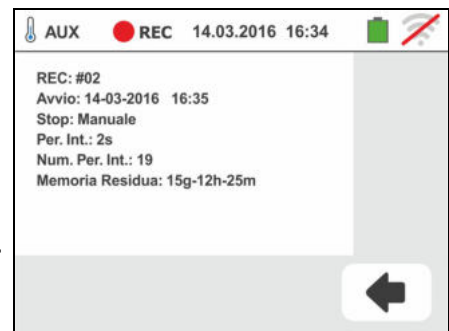 AUX REC 14.03.2016 16:34
REC: #02
Avvio: 14-03-2016 16:35
Stop: Manuale
Per. Int.: 2s
Num. Per. Int.: 19
Memoria Residua: 15g-12h-25m